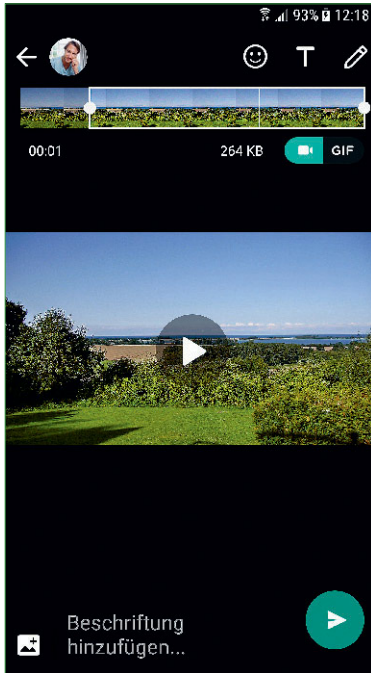 93% 12:18
T
00:01 264 KB GIF
Beschriftung
hinzufügen...